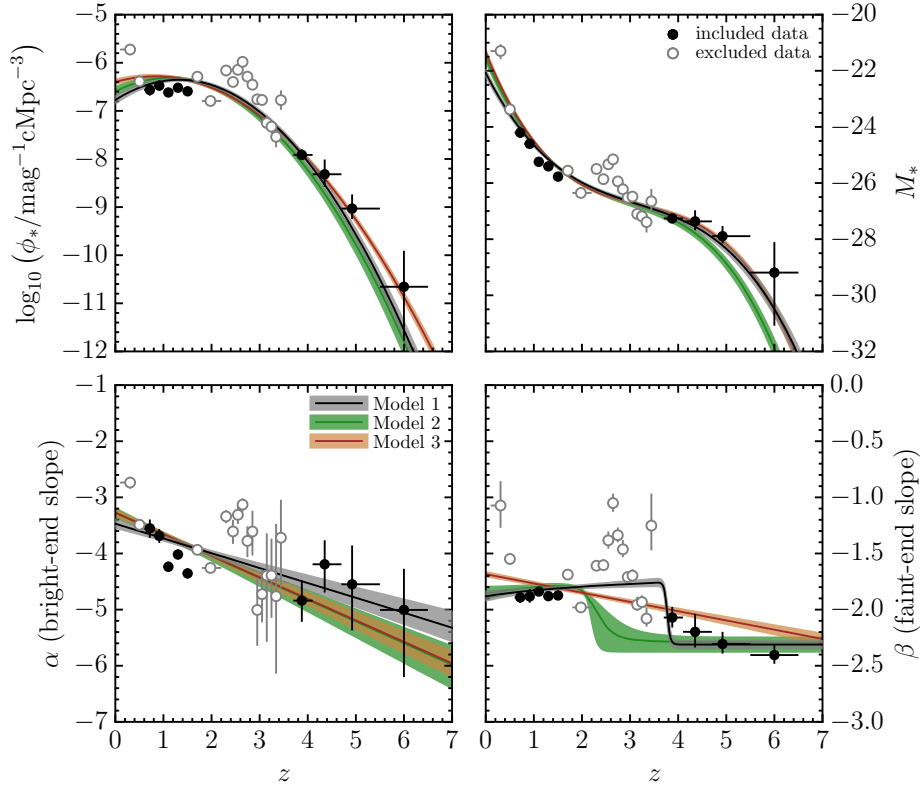 −5
−6
−7
−8
−9
−10
−11
−12
log₁₀ (ϕ∗/mag⁻¹cMpc⁻³)
included data
excluded data
−20
−22
−24
−26
−28
−30
−32
M∗
−1
−2
−3
−4
−5
−6
−7
α (bright-end slope)
Model 1
Model 2
Model 3
0 1 2 3 4 5 6 7
z
0.0
−0.5
−1.0
−1.5
−2.0
−2.5
−3.0
β (faint-end slope)
0 1 2 3 4 5 6 7
z